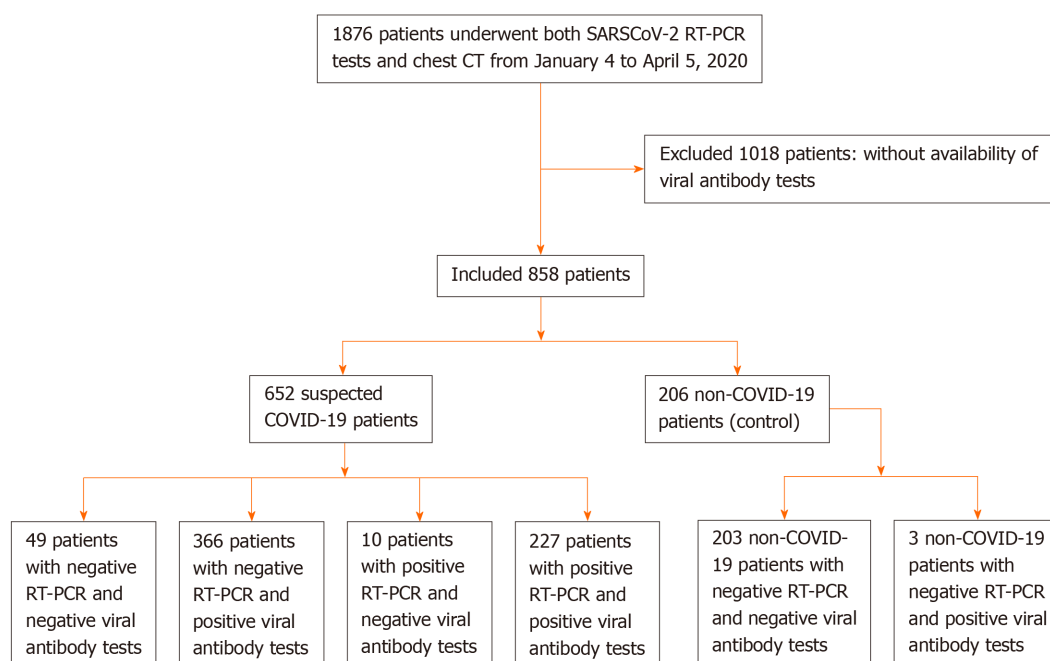 1876 patients underwent both SARSCoV-2 RT-PCR
tests and chest CT from January 4 to April 5, 2020
Excluded 1018 patients: without availability of
viral antibody tests
Included 858 patients
652 suspected
COVID-19 patients
206 non-COVID-19
patients (control)
49 patients
with negative
RT-PCR and
negative viral
antibody tests
366 patients
with negative
RT-PCR and
positive viral
antibody tests
10 patients
with positive
RT-PCR and
negative viral
antibody tests
227 patients
with positive
RT-PCR and
positive viral
antibody tests
203 non-COVID-
19 patients with
negative RT-PCR
and negative viral
antibody tests
3 non-COVID-19
patients with
negative RT-PCR
and positive viral
antibody tests